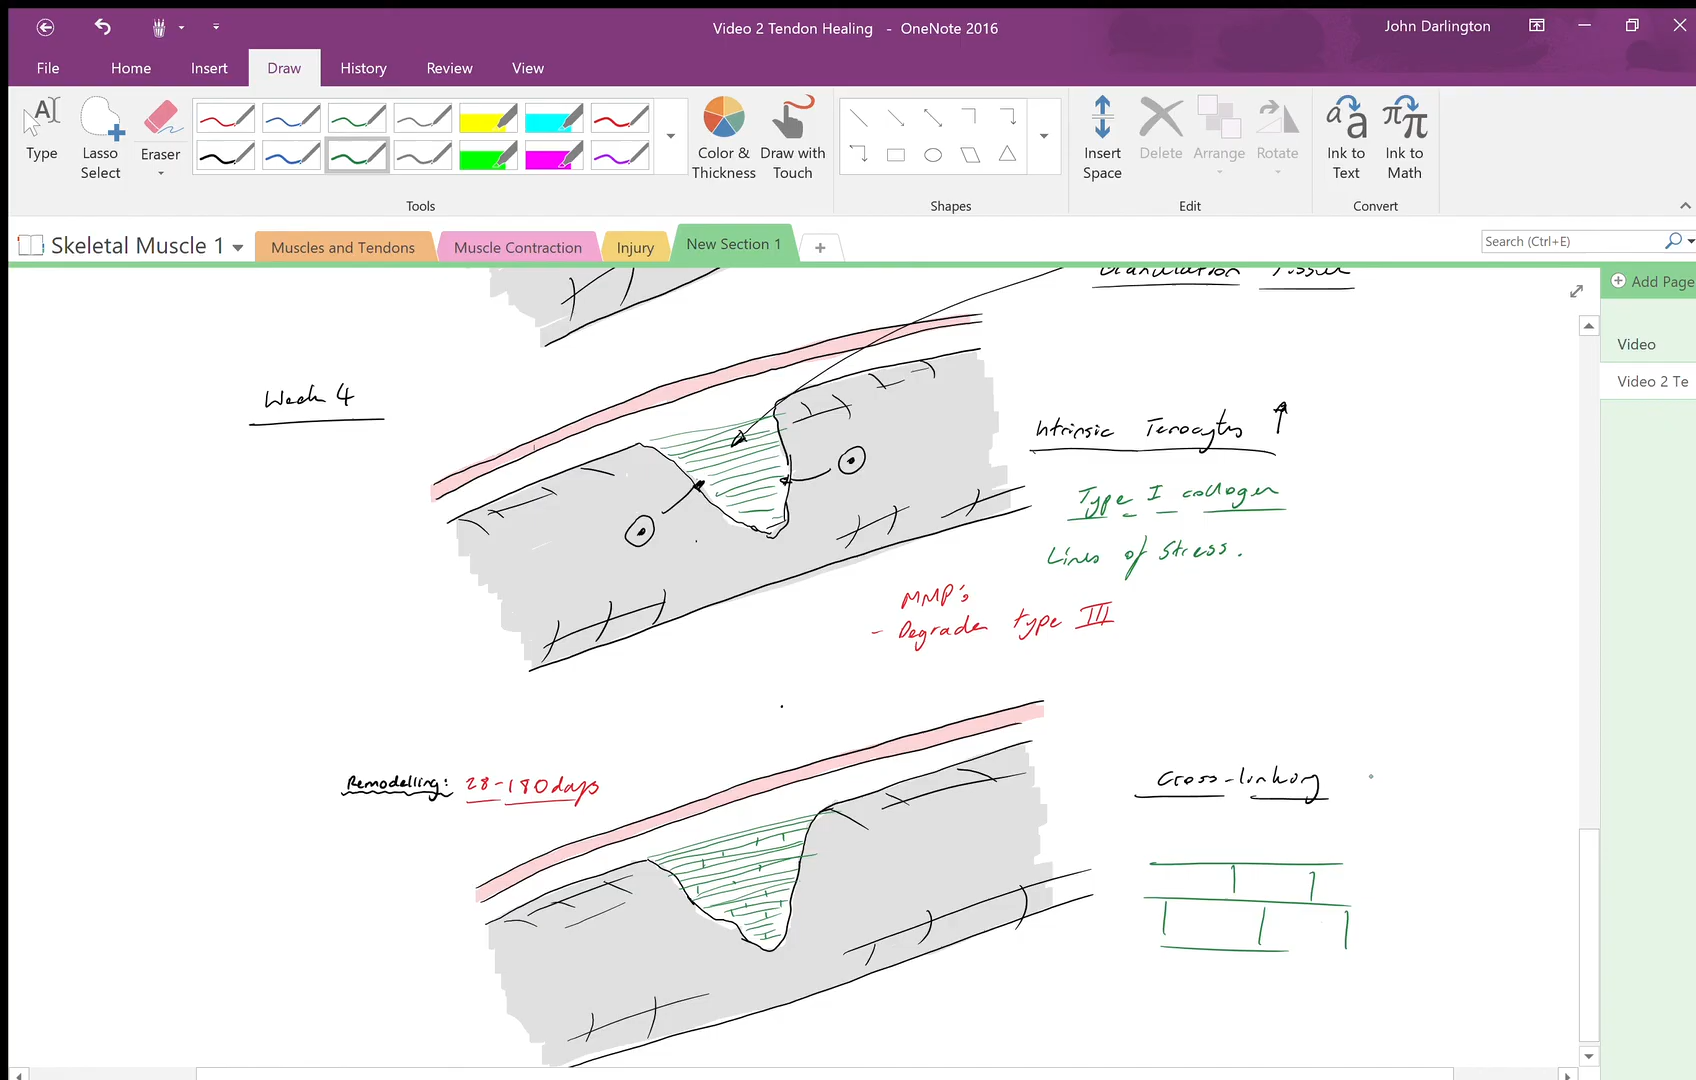 Video 2 Tendon Healing - OneNote 2016
John Darlington
File Home Insert Draw History Review View
Type
Lasso Select
Eraser
Color & Thickness
Draw with Touch
Insert Space
Delete
Arrange
Rotate
Ink to Text
Ink to Math
Tools
Shapes
Edit
Convert
Skeletal Muscle 1
Muscles and Tendons
Muscle Contraction
Injury
New Section 1
Search (Ctrl+E)
Add Page
Video
Video 2 Te
Granulation Tissue
Week 4
Intrinsic Tenocytes
Type I collagen
Lines of Stress.
MMP's
- Degrade type III
Remodelling: 28-180days
Cross-linking